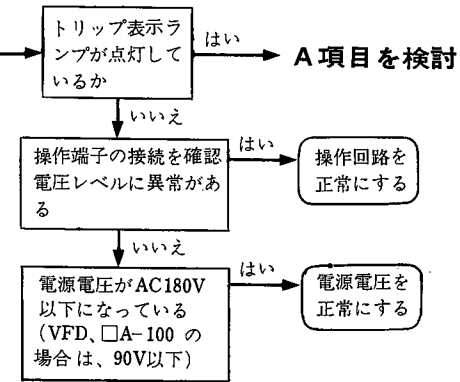 トリップ表示ラ
ンプが点灯して
いるか
はい
A項目を検討
いいえ
操作端子の接続を確認
電圧レベルに異常があ
る
はい
操作回路を
正常にする
いいえ
電源電圧がAC180V
以下になっている
(VFD、□A-100 の
場合は、90V以下)
はい
電源電圧を
正常にする